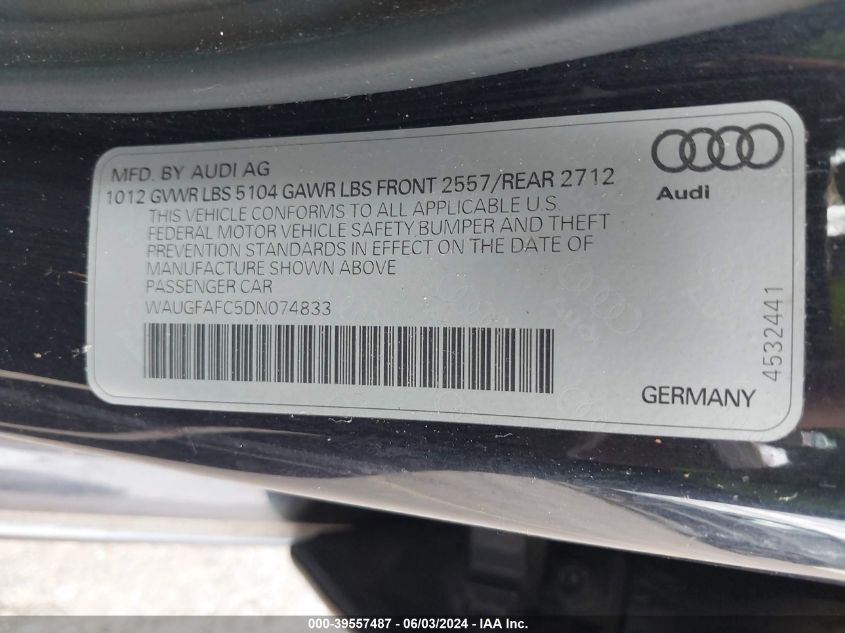 MFD. BY AUDI AG
1012 GVWR LBS 5104 GAWR LBS FRONT 2557/REAR 2712
THIS VEHICLE CONFORMS TO ALL APPLICABLE U.S.
FEDERAL MOTOR VEHICLE SAFETY, BUMPER AND THEFT
PREVENTION STANDARDS IN EFFECT ON THE DATE OF
MANUFACTURE SHOWN ABOVE
PASSENGER CAR
WAUGFAFC5DN074833
Audi
4532441
GERMANY
000-39557487 - 06/03/2024 - IAA Inc.